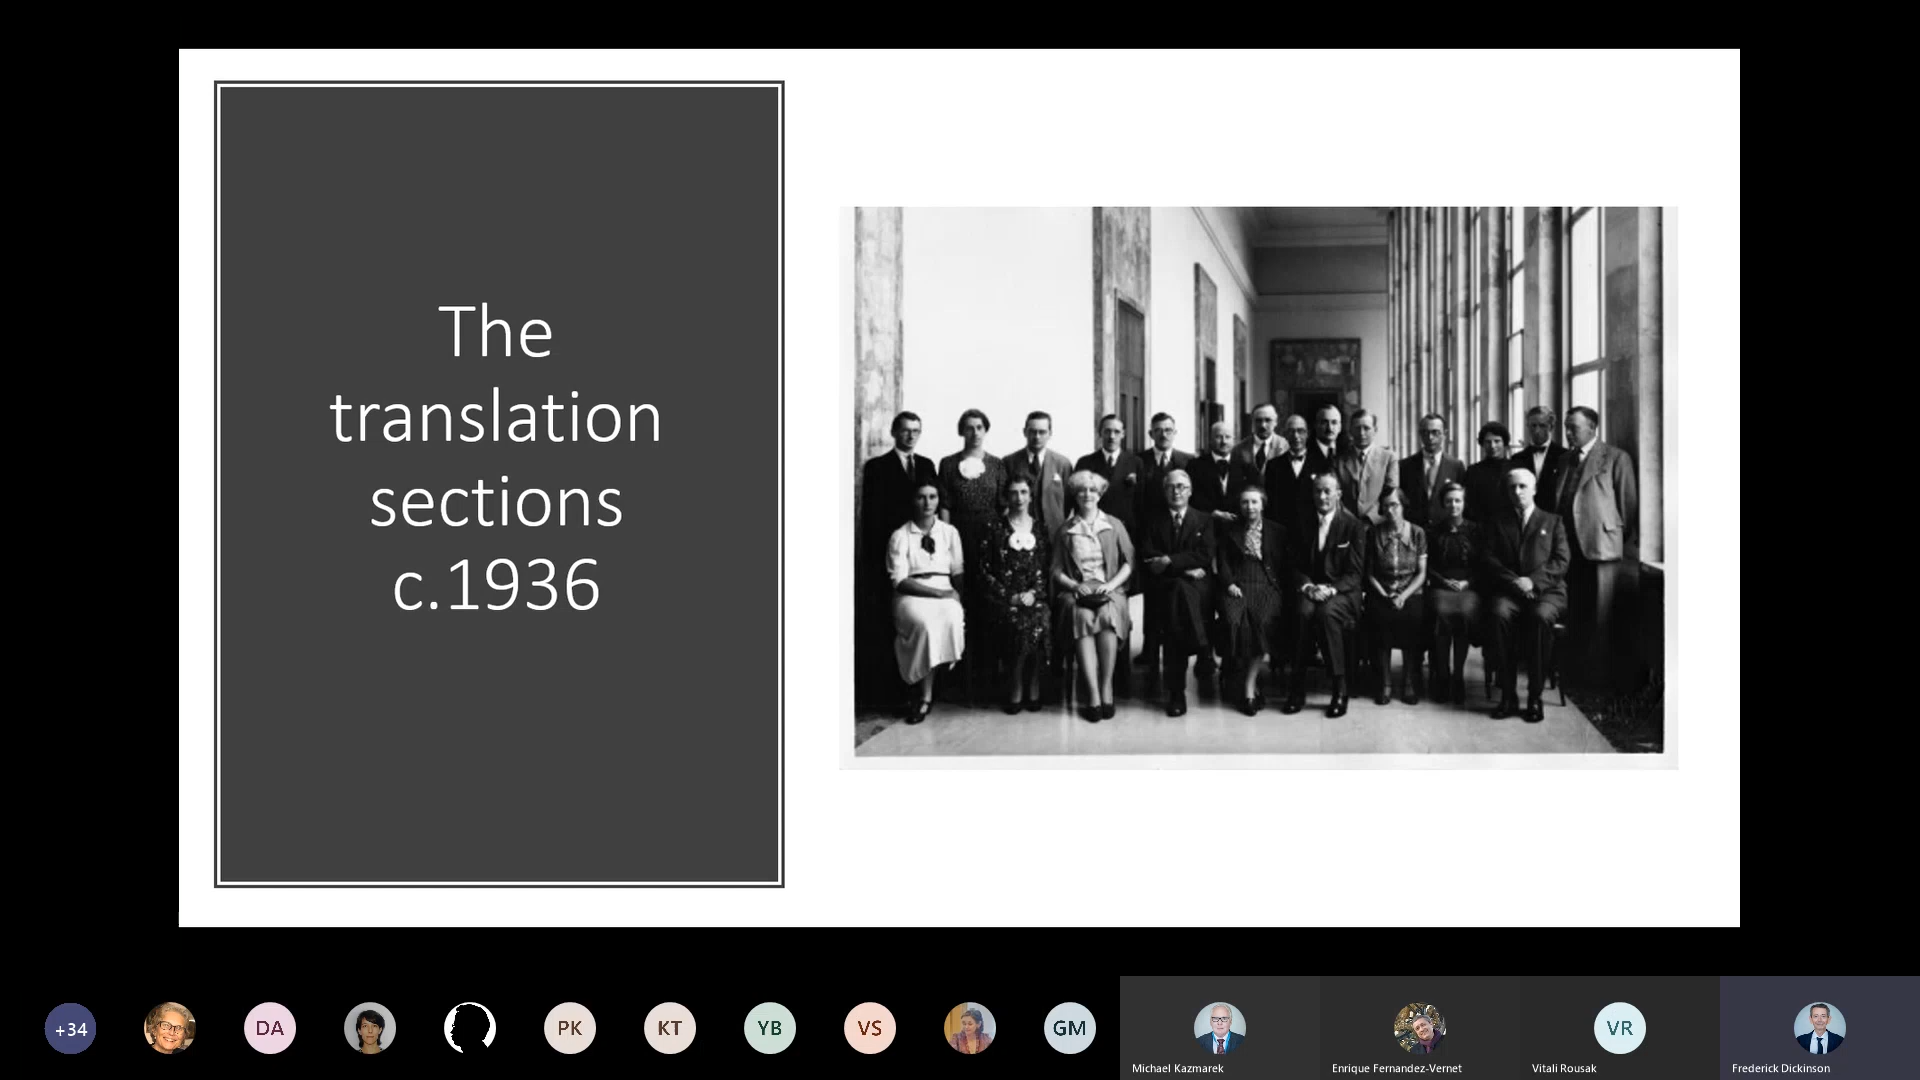 The
translation
sections
c.1936
+34
DA
PK
KT
YB
VS
GM
VR
Michael Kazmarek
Enrique Fernandez-Vernet
Vitali Rousak
Frederick Dickinson